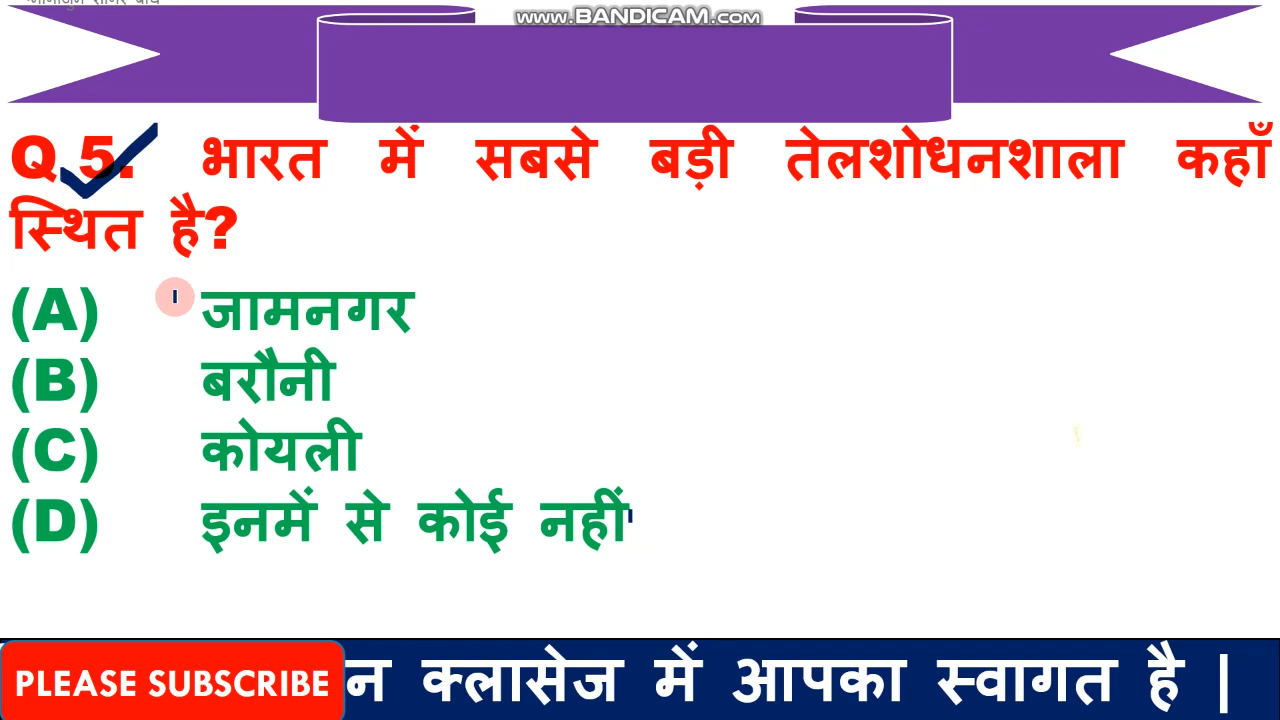 www.BANDICAM.com
Q.5. भारत में सबसे बड़ी तेलशोधनशाला कहाँ
स्थित है?
(A) जामनगर
(B) बरौनी
(C) कोयली
(D) इनमें से कोई नहीं
PLEASE SUBSCRIBE न क्लासेज में आपका स्वागत है |